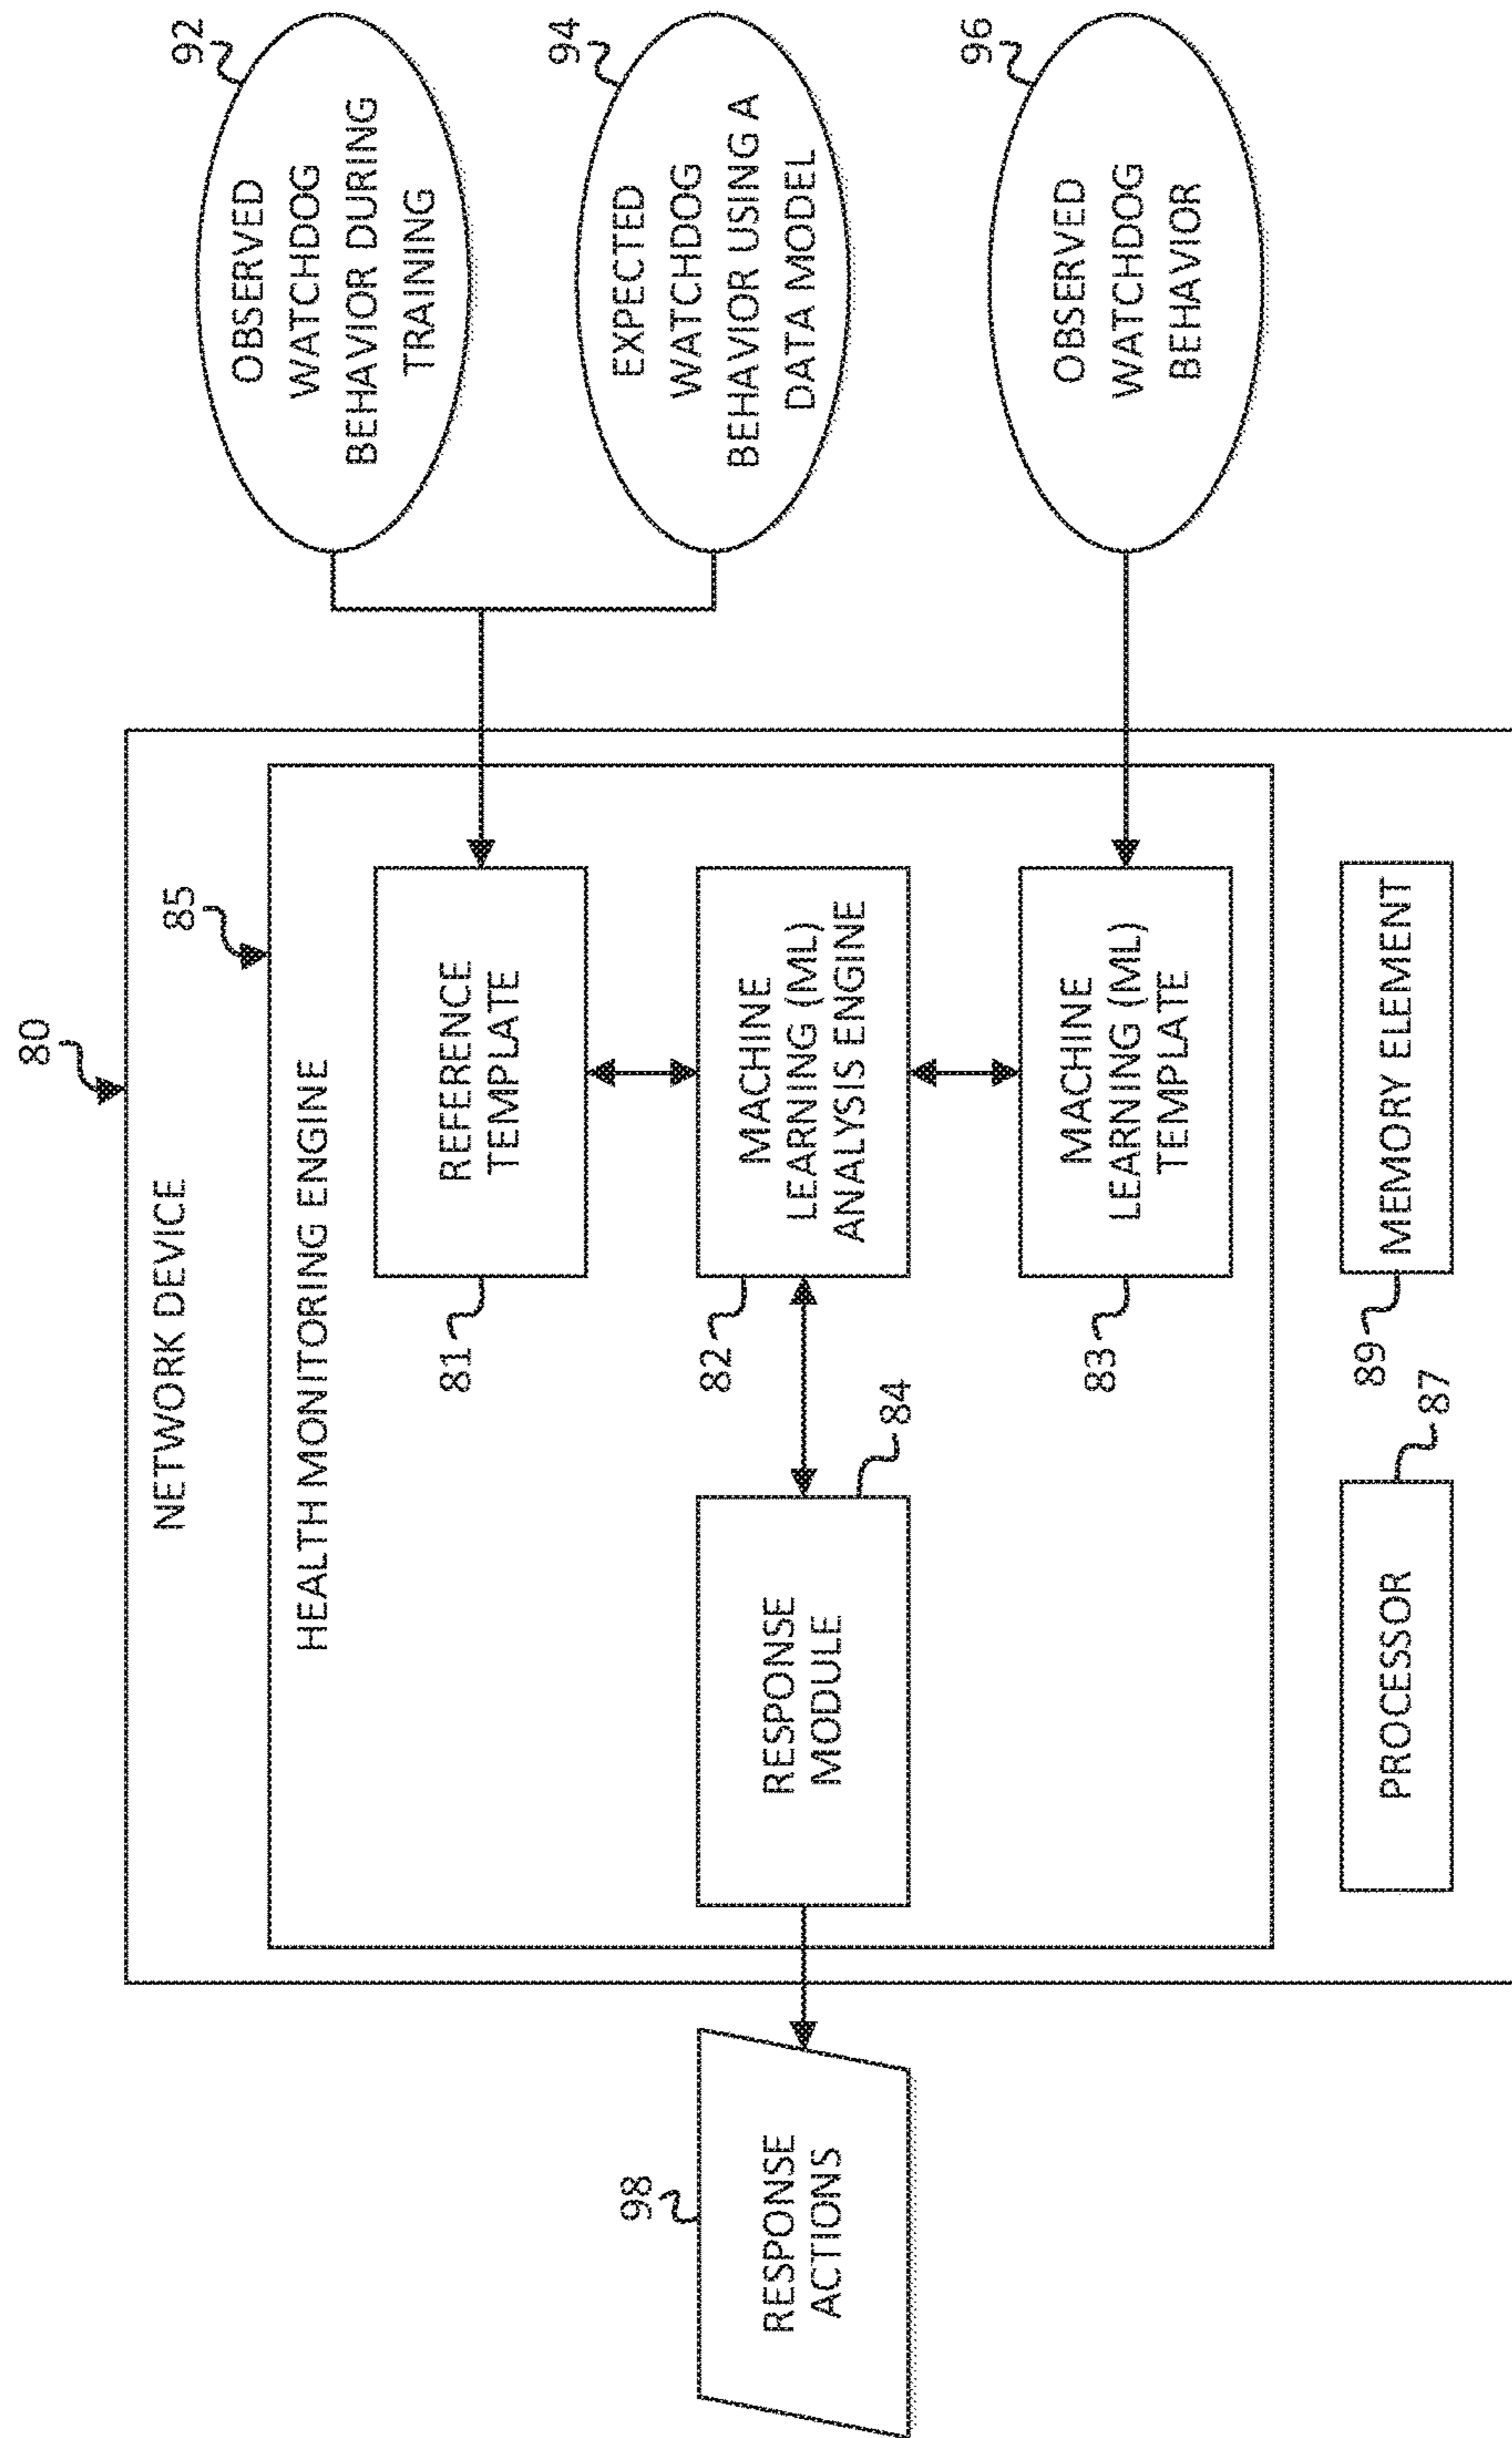 80
NETWORK DEVICE
85
HEALTH MONITORING ENGINE
81
REFERENCE
TEMPLATE
82
MACHINE
LEARNING (ML)
ANALYSIS ENGINE
83
MACHINE
LEARNING (ML)
TEMPLATE
84
RESPONSE
MODULE
98
RESPONSE
ACTIONS
87
PROCESSOR
89
MEMORY ELEMENT
92
OBSERVED
WATCHDOG
BEHAVIOR DURING
TRAINING
94
EXPECTED
WATCHDOG
BEHAVIOR USING A
DATA MODEL
96
OBSERVED
WATCHDOG
BEHAVIOR